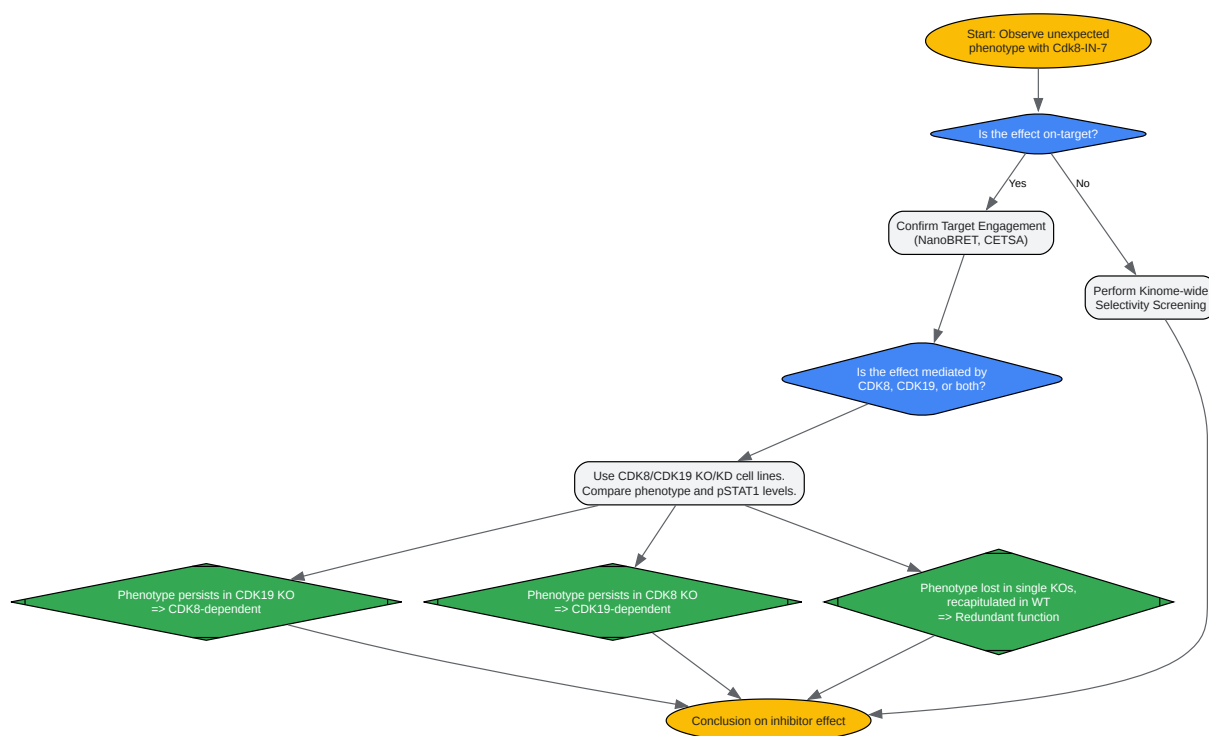 Start: Observe unexpected
phenotype with Cdk8-IN-7
Is the effect on-target?
Yes
No
Confirm Target Engagement
(NanoBRET, CETSA)
Perform Kinome-wide
Selectivity Screening
Is the effect mediated by
CDK8, CDK19, or both?
Use CDK8/CDK19 KO/KD cell lines.
Compare phenotype and pSTAT1 levels.
Phenotype persists in CDK19 KO
=> CDK8-dependent
Phenotype persists in CDK8 KO
=> CDK19-dependent
Phenotype lost in single KOs,
recapitulated in WT
=> Redundant function
Conclusion on inhibitor effect